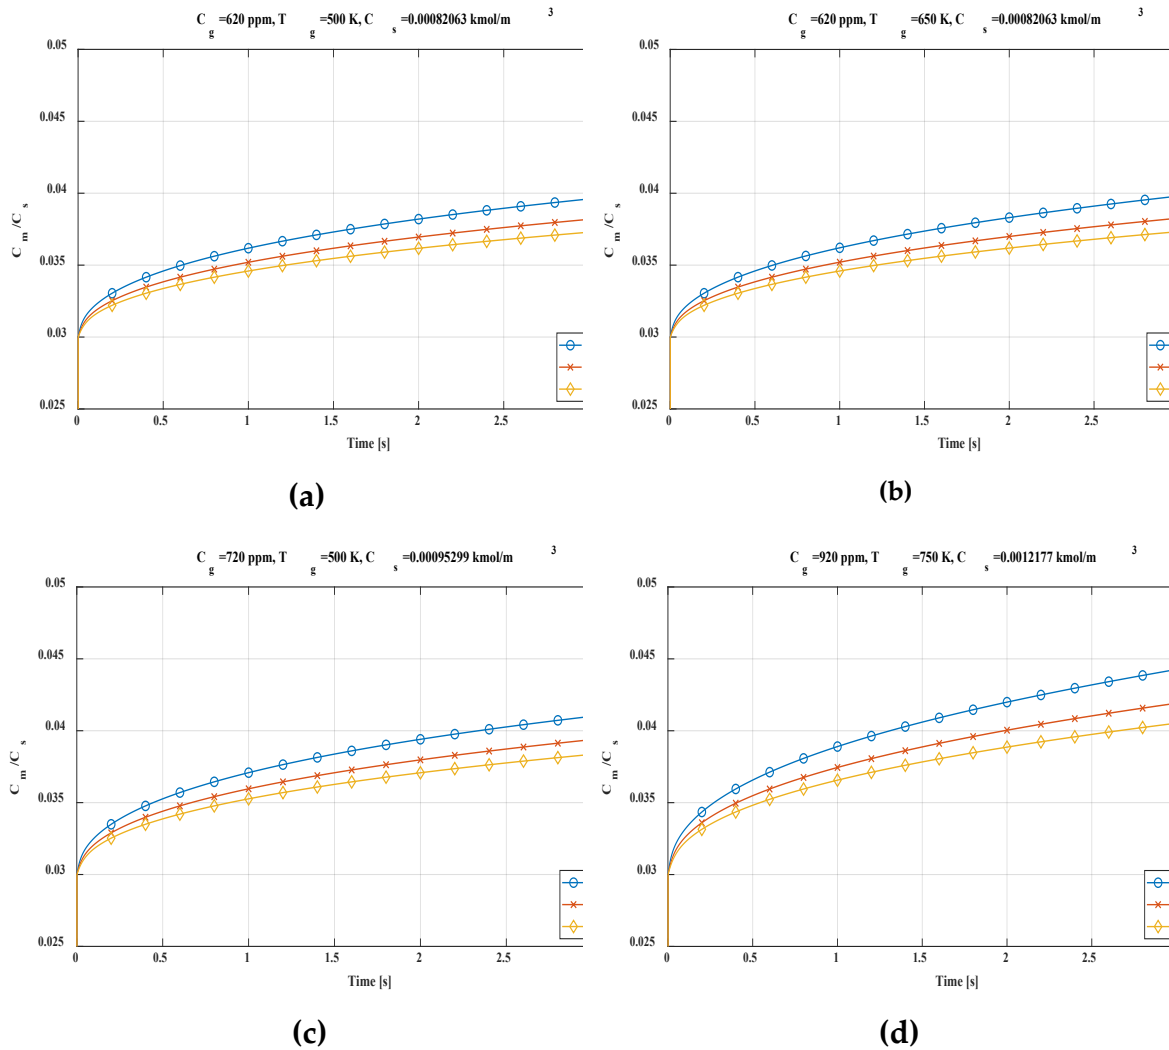 C g =620 ppm, T g =500 K, C s =0.00082063 kmol/m 3
0.05
0.045
0.04
0.035
0.03
0.025
C m /C s
0 0.5 1 1.5 2 2.5
Time [s]
(a)
C g =620 ppm, T g =650 K, C s =0.00082063 kmol/m 3
0.05
0.045
0.04
0.035
0.03
0.025
C m /C s
0 0.5 1 1.5 2 2.5
Time [s]
(b)
C g =720 ppm, T g =500 K, C s =0.00095299 kmol/m 3
0.05
0.045
0.04
0.035
0.03
0.025
C m /C s
0 0.5 1 1.5 2 2.5
Time [s]
(c)
C g =920 ppm, T g =750 K, C s =0.0012177 kmol/m 3
0.05
0.045
0.04
0.035
0.03
0.025
C m /C s
0 0.5 1 1.5 2 2.5
Time [s]
(d)